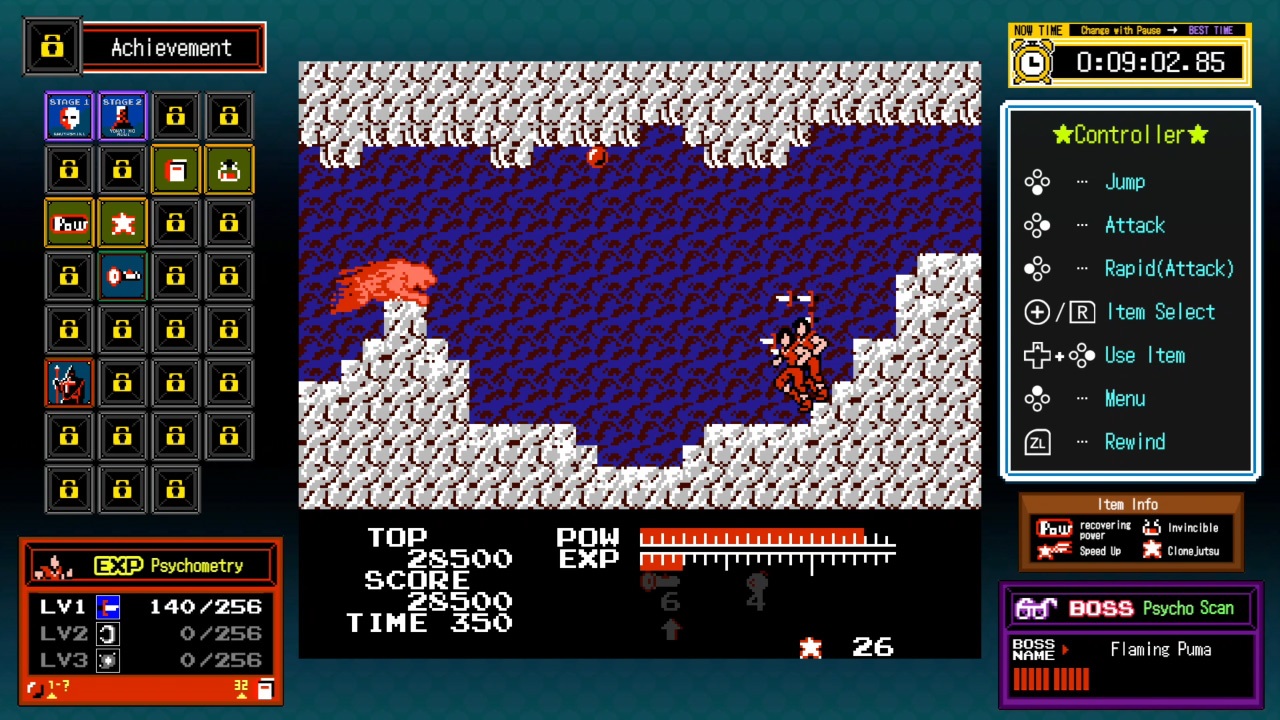 Achievement
STAGE 1
STAGE 2
POW
EXP Psychometry
LV1 140/256
LV2 0/256
LV3 0/256
1-?
32
TOP
28500
SCORE
28500
TIME 350
POW
EXP
6
4
26
NOW TIME
Change with Pause → BEST TIME
0:09:02.85
★Controller★
… Jump
… Attack
… Rapid(Attack)
+/R Item Select
+ Use Item
… Menu
ZL … Rewind
Item Info
POW recovering power
Invincible
Speed Up
Clonejutsu
BOSS Psycho Scan
BOSS NAME
Flaming Puma